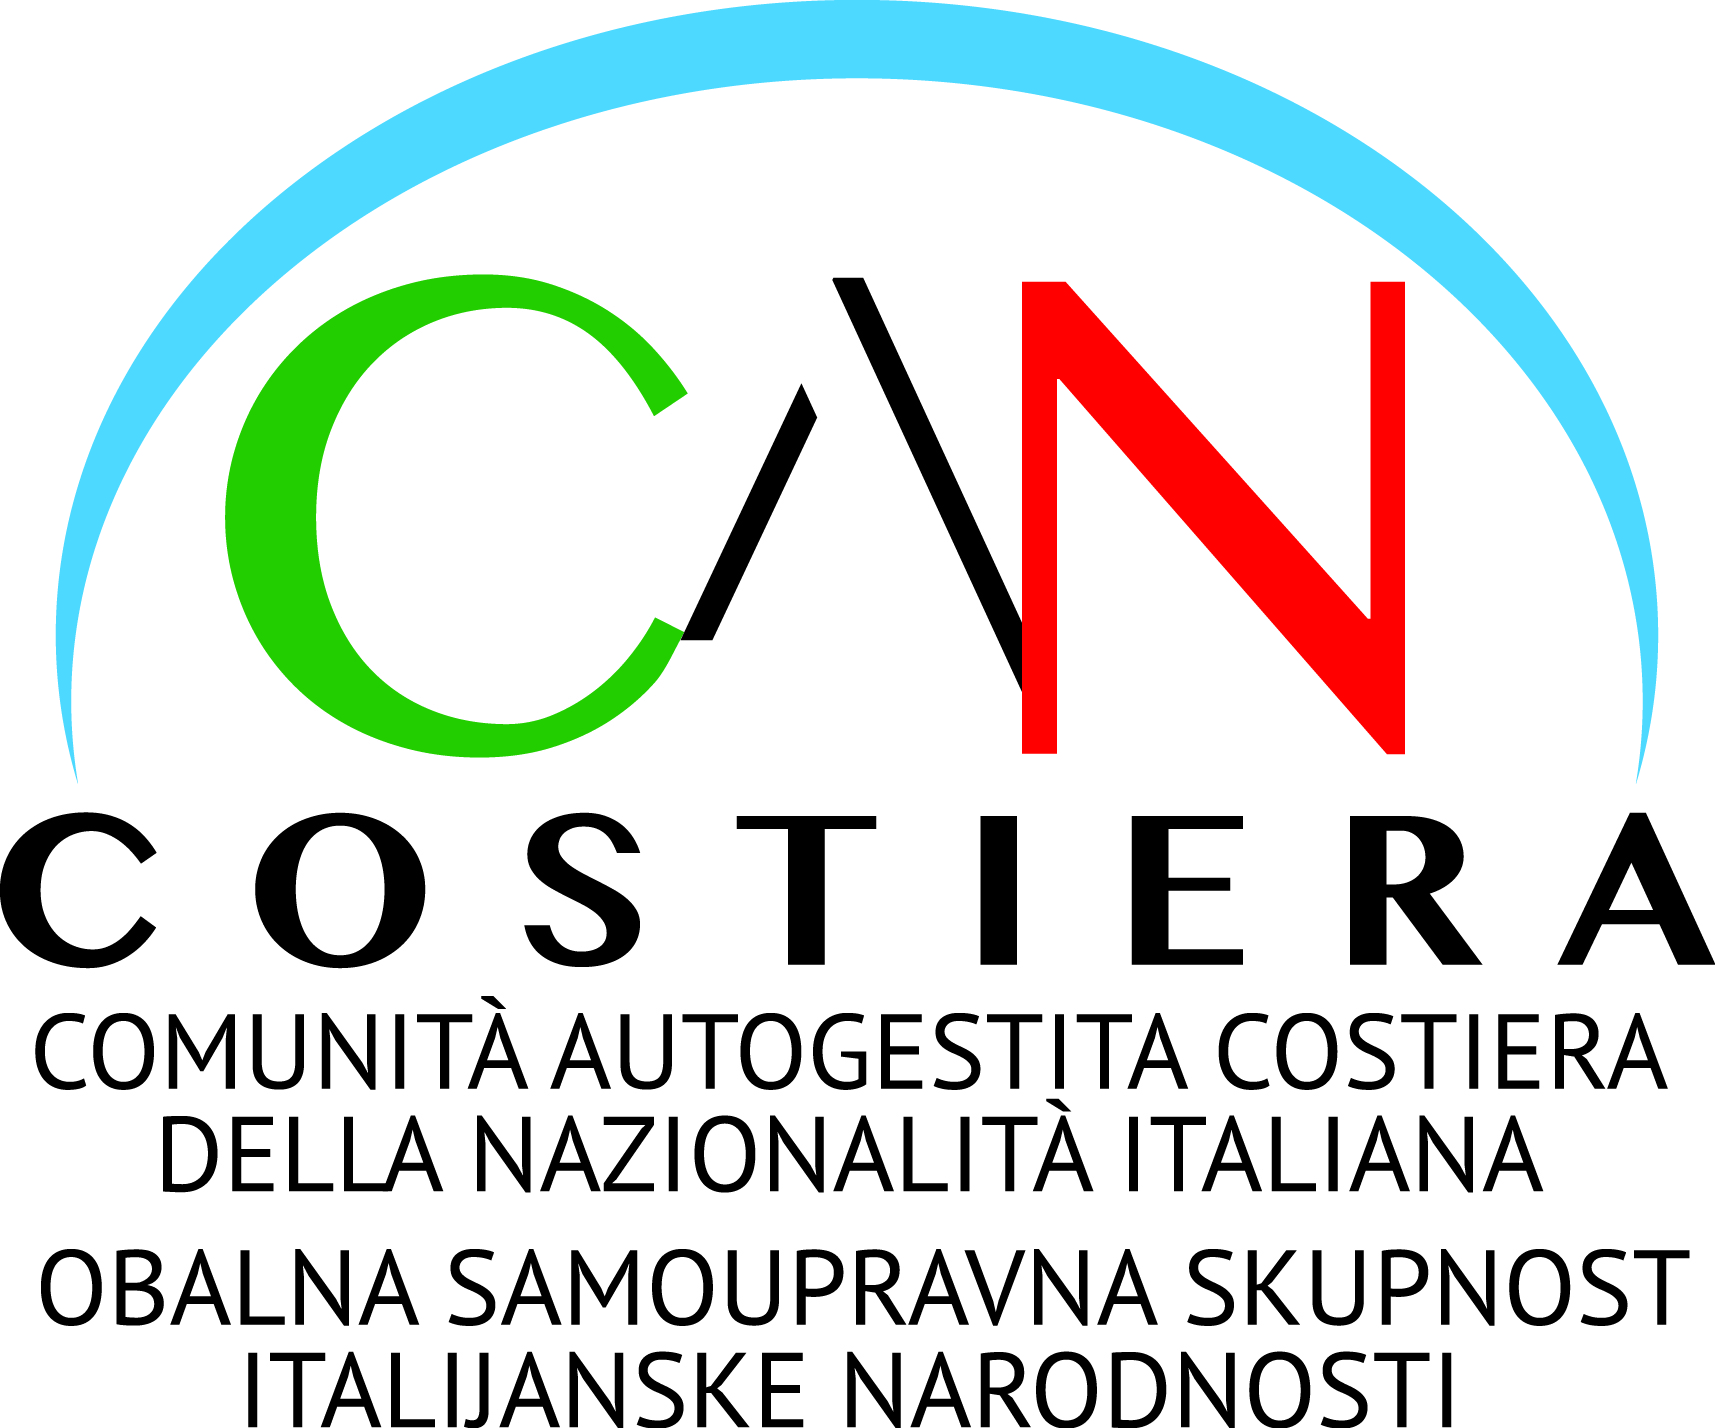 CAN
COSTIERA
COMUNITÀ AUTOGESTITA COSTIERA
DELLA NAZIONALITÀ ITALIANA
OBALNA SAMOUPRAVNA SKUPNOST
ITALIJANSKE NARODNOSTI